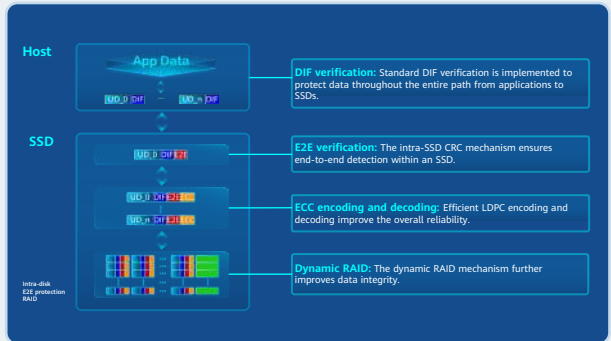 Host
App Data
UD_0 DIF ... UD_n DIF
DIF verification: Standard DIF verification is implemented to
protect data throughout the entire path from applications to
SSDs.
SSD
UD_0 DIF E2E
E2E verification: The intra-SSD CRC mechanism ensures
end-to-end detection within an SSD.
UD_0 DIF E2E ECC
UD_n DIF E2E ECC
ECC encoding and decoding: Efficient LDPC encoding and
decoding improve the overall reliability.
Dynamic RAID: The dynamic RAID mechanism further
improves data integrity.
Intra-disk
E2E protection
RAID